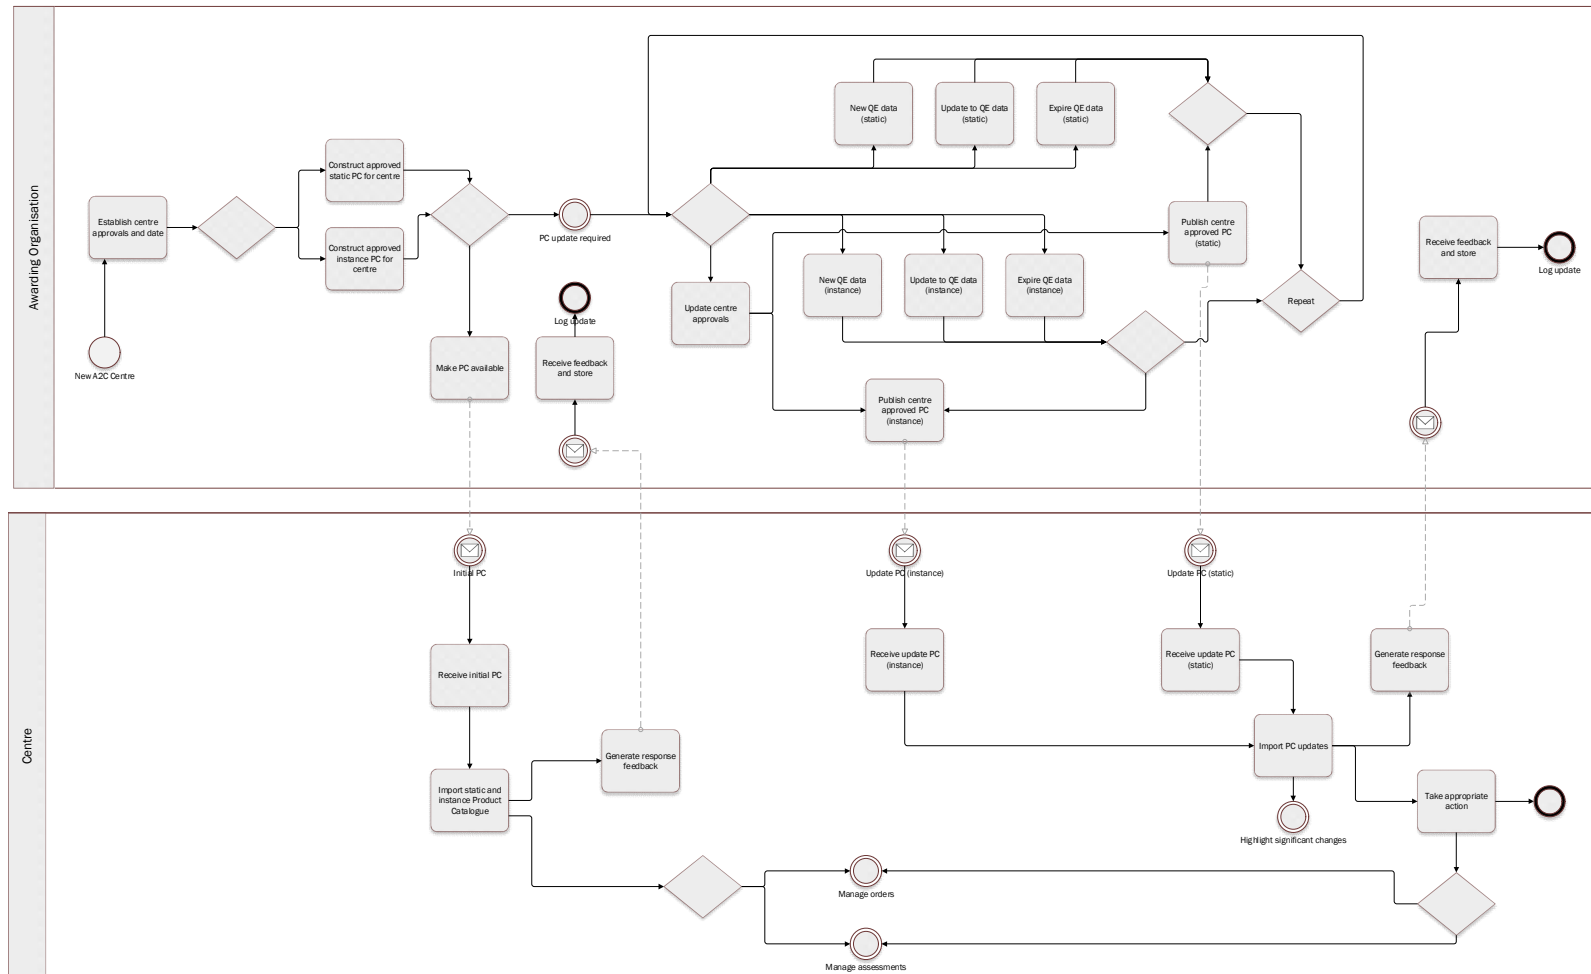 Awarding Organisation
New QE data
(static)
Update to QE data
(static)
Expire QE data
(static)
Construct approved
static PC for centre
Establish centre
approvals and date
Construct approved
instance PC for
centre
PC update required
Publish centre
approved PC
(static)
Receive feedback
and store
Log update
New QE data
(instance)
Update to QE data
(instance)
Expire QE data
(instance)
Update centre
approvals
Repeat
Log update
New A2C Centre
Make PC available
Receive feedback
and store
Publish centre
approved PC
(instance)
Centre
Initial PC
Update PC (instance)
Update PC (static)
Receive initial PC
Receive update PC
(instance)
Receive update PC
(static)
Generate response
feedback
Import PC updates
Generate response
feedback
Import static and
instance Product
Catalogue
Take appropriate
action
Highlight significant changes
Manage orders
Manage assessments